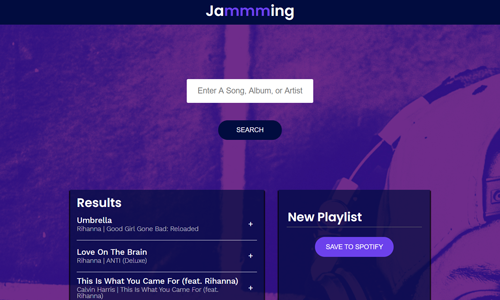 Jammming
Enter A Song, Album, or Artist
SEARCH
Results
Umbrella
Rihanna | Good Girl Gone Bad: Reloaded
+
Love On The Brain
Rihanna | ANTI (Deluxe)
+
This Is What You Came For (feat. Rihanna)
Calvin Harris | This Is What You Came For (feat.
Rihanna)
+
New Playlist
SAVE TO SPOTIFY